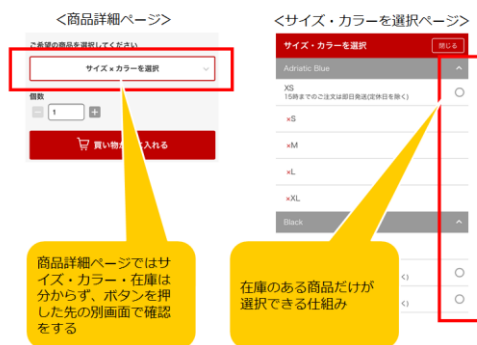 <商品詳細ページ>
ご希望の商品を選択してください
サイズ × カラーを選択
個数
1
買い物か
入れる
商品詳細ページではサ
イズ・カラー・在庫は
分からず、ボタンを押
した先の別画面で確認
をする
<サイズ・カラーを選択ページ>
サイズ・カラーを選択
閉じる
Adriatic Blue
XS
15時までのご注文は即日発送(定休日を除く)
×S
×M
×L
×XL
Black
く)
く)
在庫のある商品だけが
選択できる仕組み